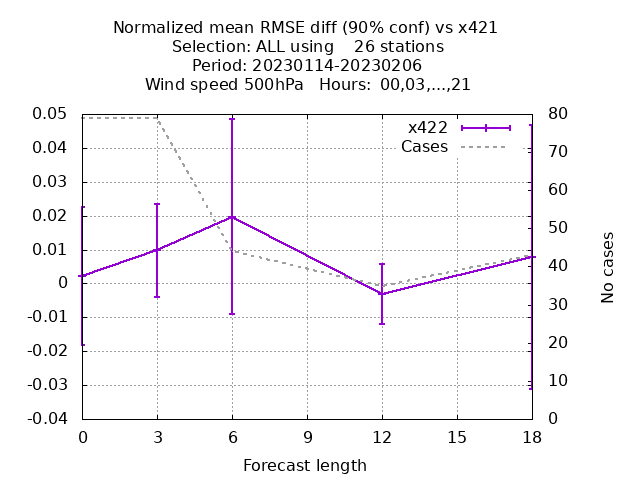 Normalized mean RMSE diff (90% conf) vs x421
Selection: ALL using    26 stations
Period: 20230114-20230206
Wind speed 500hPa   Hours:  00,03,...,21
x422
Cases
0.05
0.04
0.03
0.02
0.01
0
-0.01
-0.02
-0.03
-0.04
80
70
60
50
40
30
20
10
0
No cases
0 3 6 9 12 15 18
Forecast length